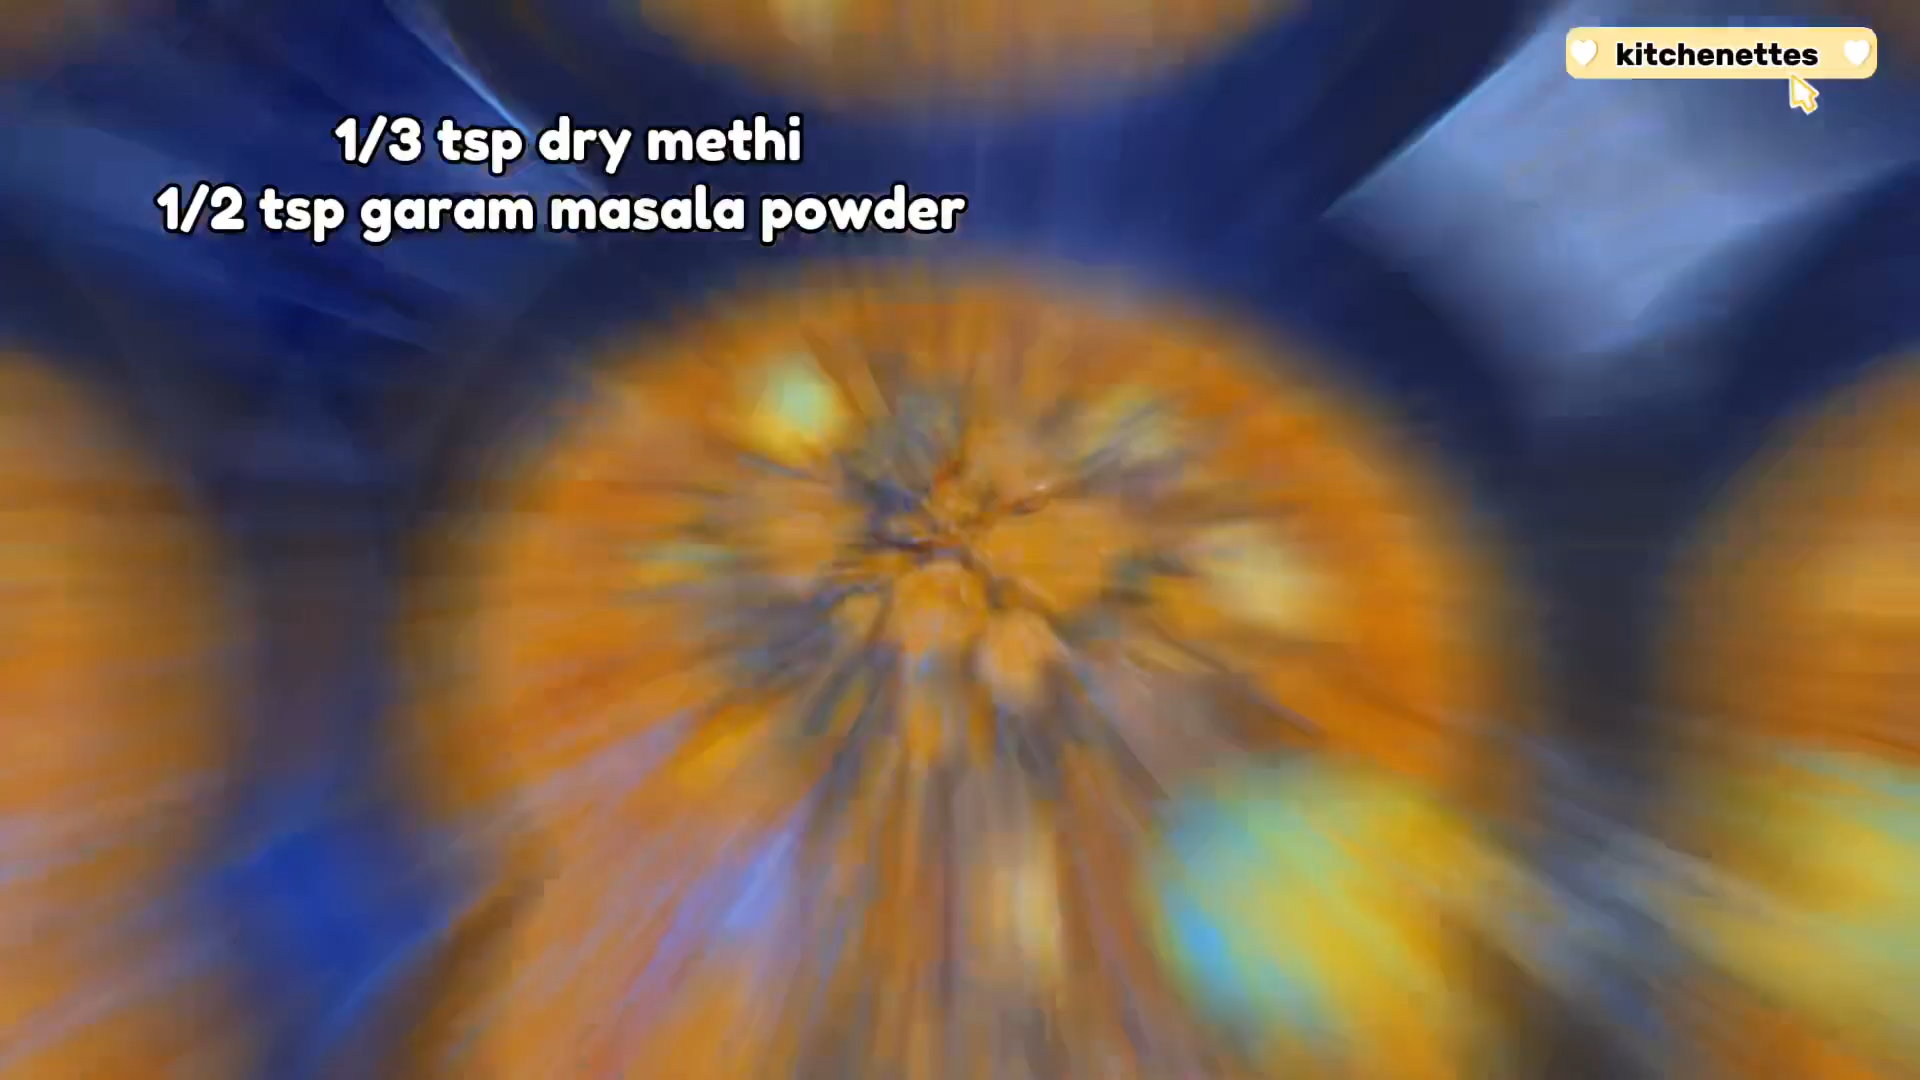 kitchenettes
1/3 tsp dry methi
1/2 tsp garam masala powder